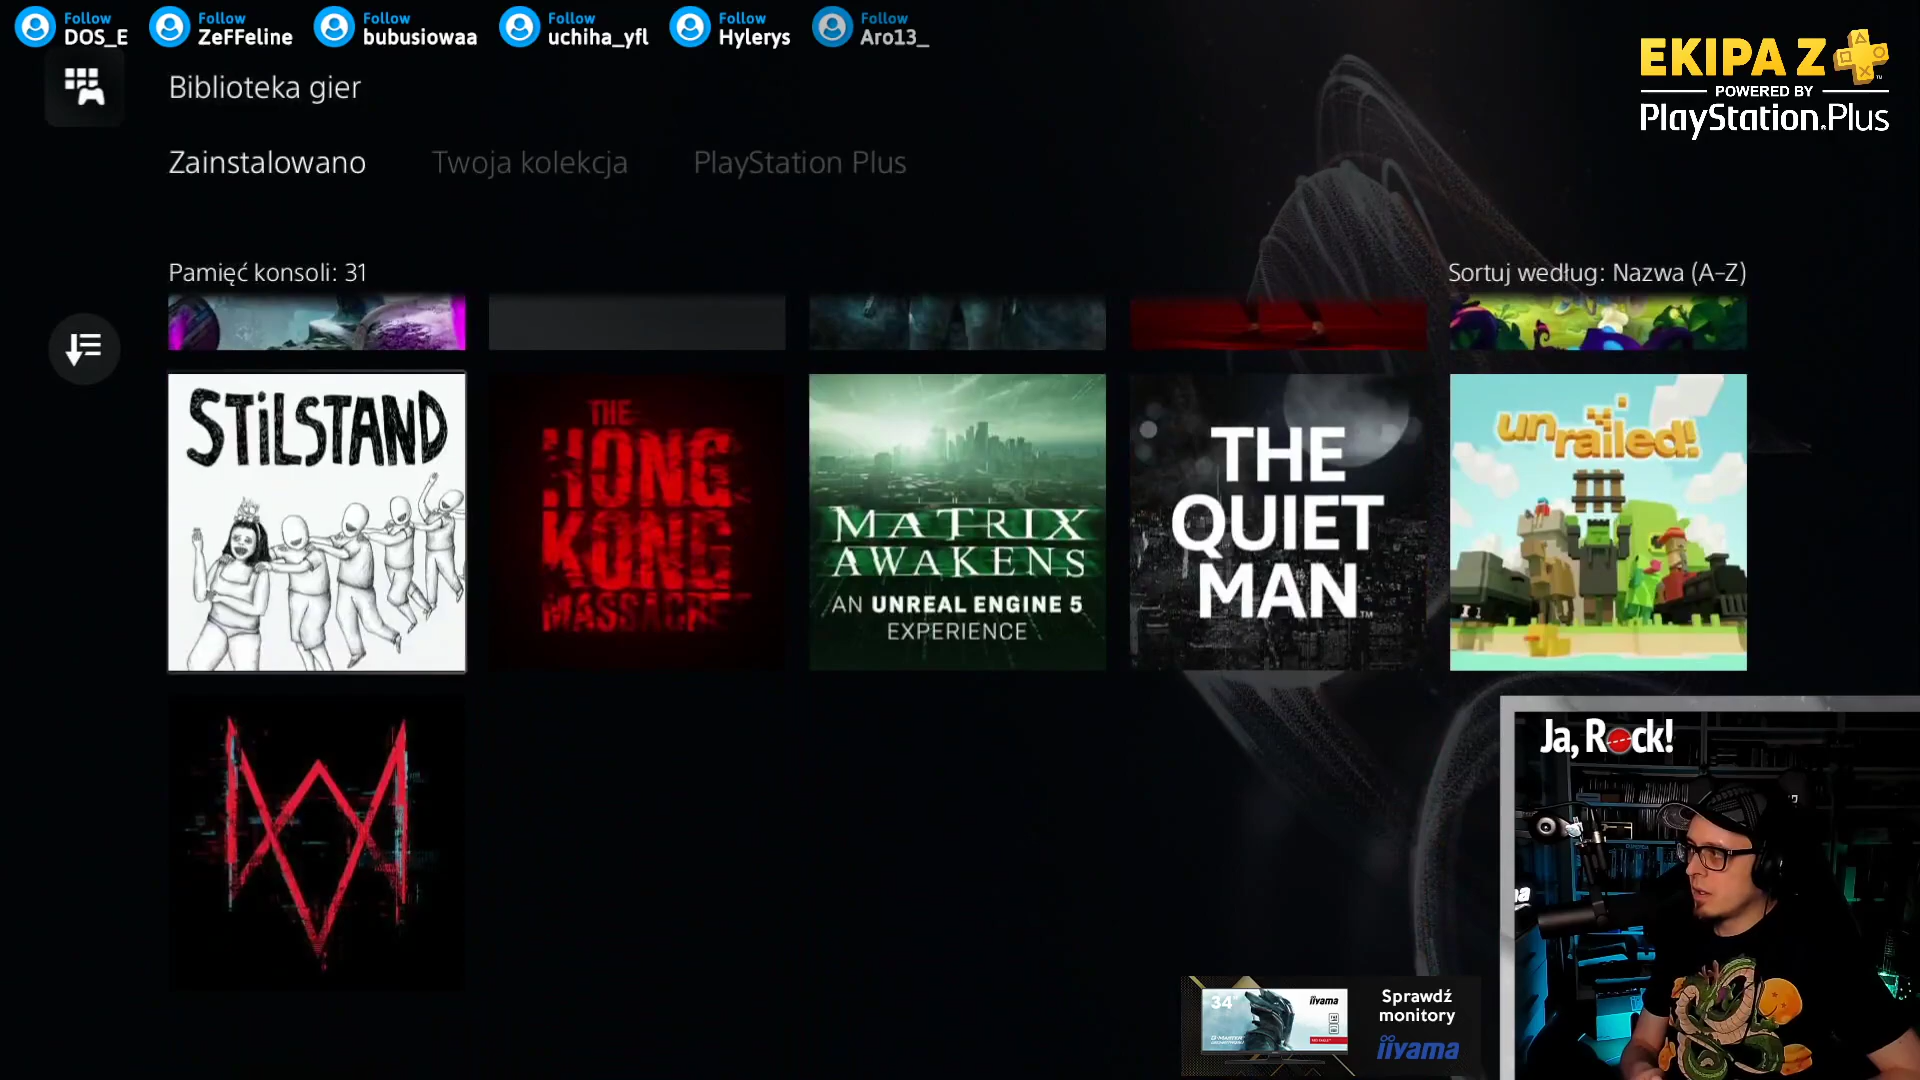 Follow
DOS_E
Follow
ZeFFeline
Follow
bubusiowaa
Follow
uchiha_yfl
Follow
Hylerys
Follow
Aro13_
EKIPA Z
POWERED BY
PlayStation.Plus
Biblioteka gier
Zainstalowano
Twoja kolekcja
PlayStation Plus
Pamięć konsoli: 31
Sortuj według: Nazwa (A–Z)
STiLSTAND
THE
HONG
KONG
MASSACRE
MATRIX
AWAKENS
AN UNREAL ENGINE 5
EXPERIENCE
THE
QUIET
MAN™
unrailed!
Ja, Rock!
34"
iiyama
Sprawdź
monitory
iiyama